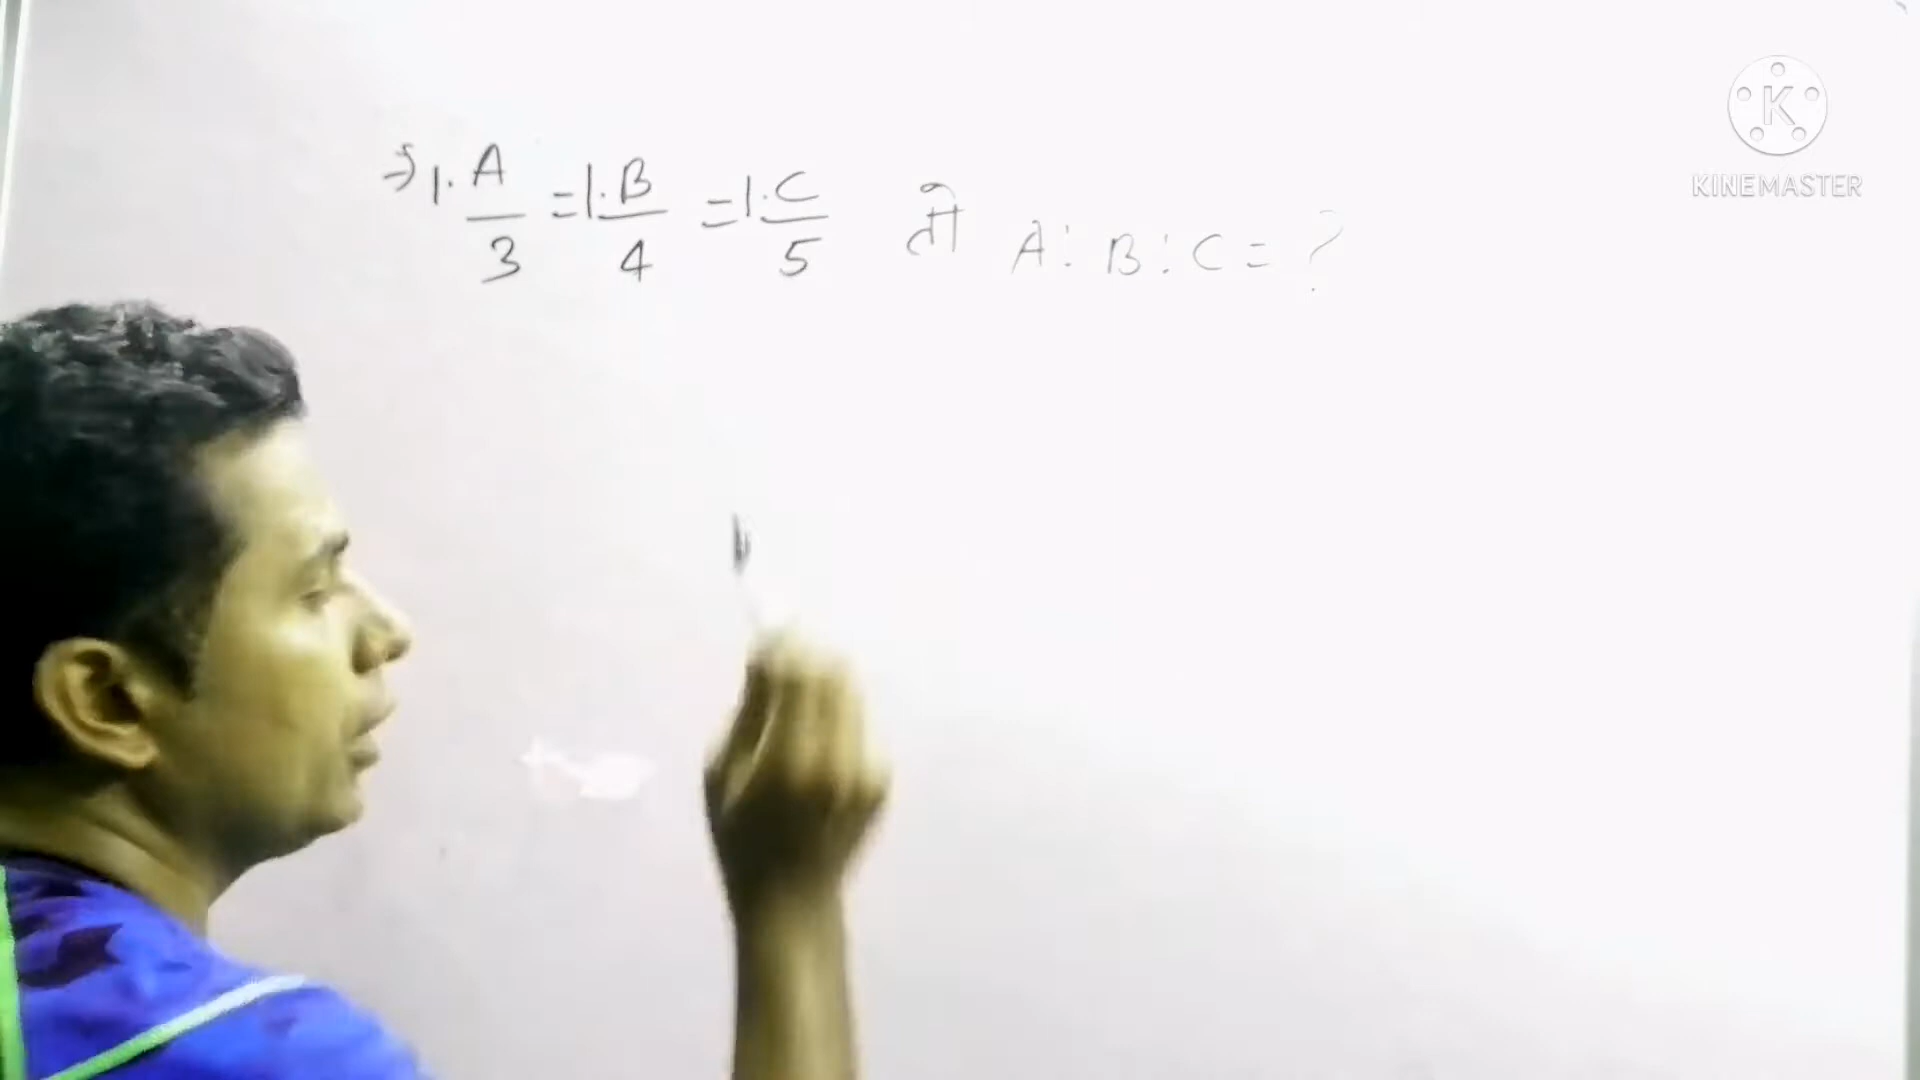 ⇒ 1.A/3 = 1.B/4 = 1.C/5 तो A:B:C = ?
K
KINEMASTER